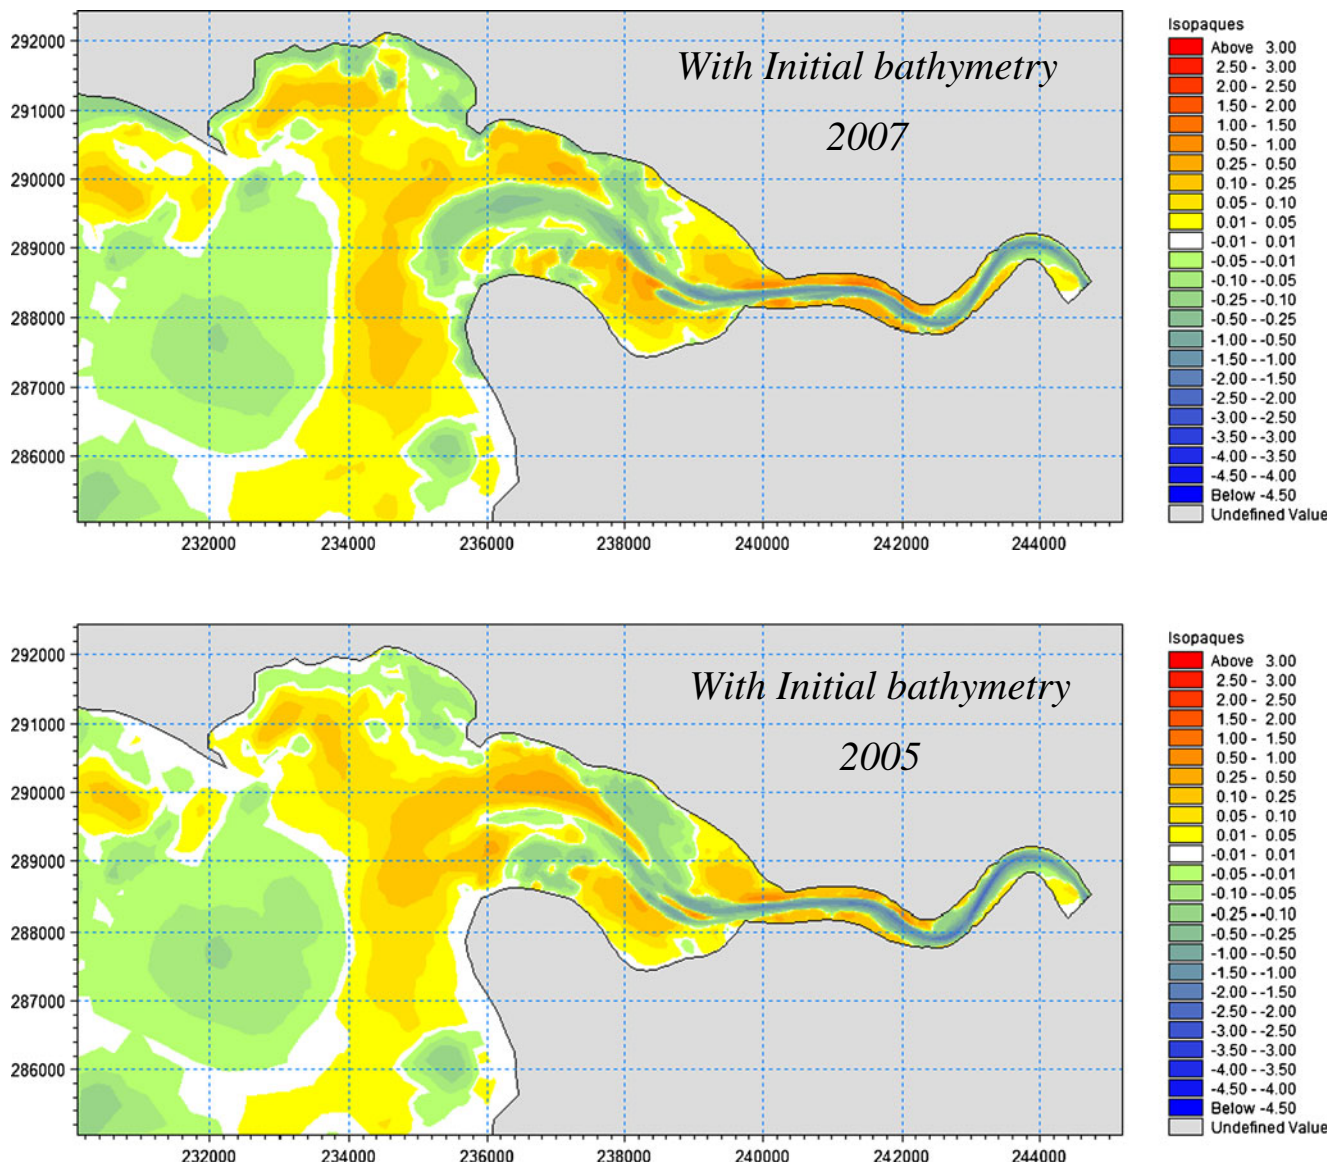 With Initial bathymetry
2007
292000
291000
290000
289000
288000
287000
286000
232000 234000 236000 238000 240000 242000 244000
Isopaques
Above 3.00
2.50 - 3.00
2.00 - 2.50
1.50 - 2.00
1.00 - 1.50
0.50 - 1.00
0.25 - 0.50
0.10 - 0.25
0.05 - 0.10
0.01 - 0.05
-0.01 - 0.01
-0.05 - -0.01
-0.10 - -0.05
-0.25 - -0.10
-0.50 - -0.25
-1.00 - -0.50
-1.50 - -1.00
-2.00 - -1.50
-2.50 - -2.00
-3.00 - -2.50
-3.50 - -3.00
-4.00 - -3.50
-4.50 - -4.00
Below -4.50
Undefined Value
With Initial bathymetry
2005
292000
291000
290000
289000
288000
287000
286000
232000 234000 236000 238000 240000 242000 244000
Isopaques
Above 3.00
2.50 - 3.00
2.00 - 2.50
1.50 - 2.00
1.00 - 1.50
0.50 - 1.00
0.25 - 0.50
0.10 - 0.25
0.05 - 0.10
0.01 - 0.05
-0.01 - 0.01
-0.05 - -0.01
-0.10 - -0.05
-0.25 - -0.10
-0.50 - -0.25
-1.00 - -0.50
-1.50 - -1.00
-2.00 - -1.50
-2.50 - -2.00
-3.00 - -2.50
-3.50 - -3.00
-4.00 - -3.50
-4.50 - -4.00
Below -4.50
Undefined Value